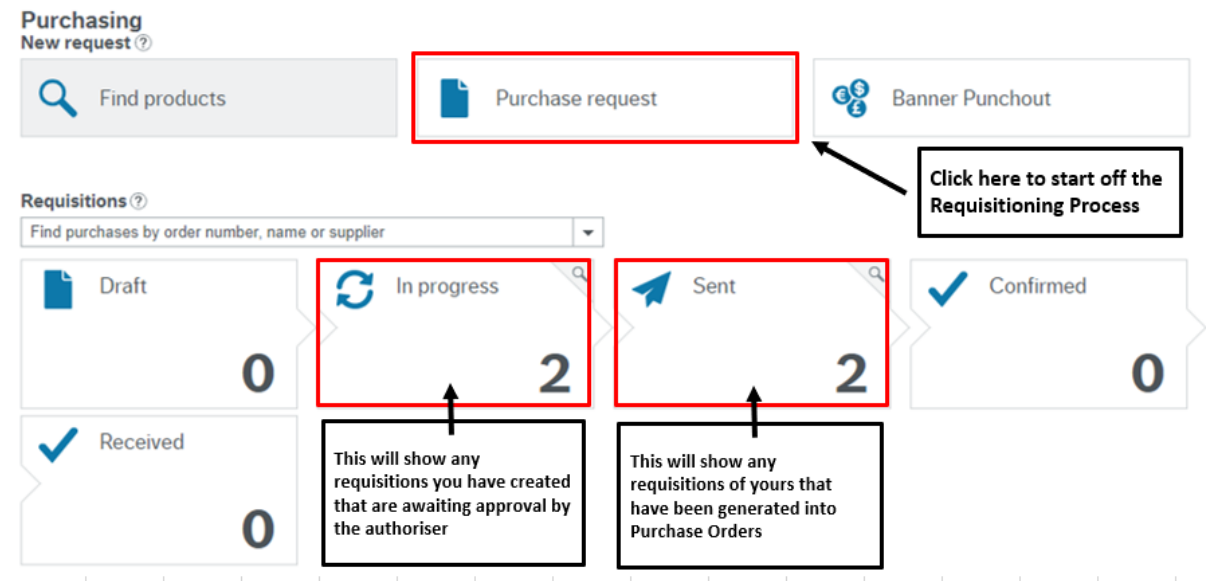 Purchasing
New request ?
Find products
Purchase request
€ $ £
Banner Punchout
Click here to start off the
Requisitioning Process
Requisitions ?
Find purchases by order number, name or supplier
Draft
0
In progress
2
Sent
2
Confirmed
0
Received
0
This will show any
requisitions you have created
that are awaiting approval by
the authoriser
This will show any
requisitions of yours that
have been generated into
Purchase Orders